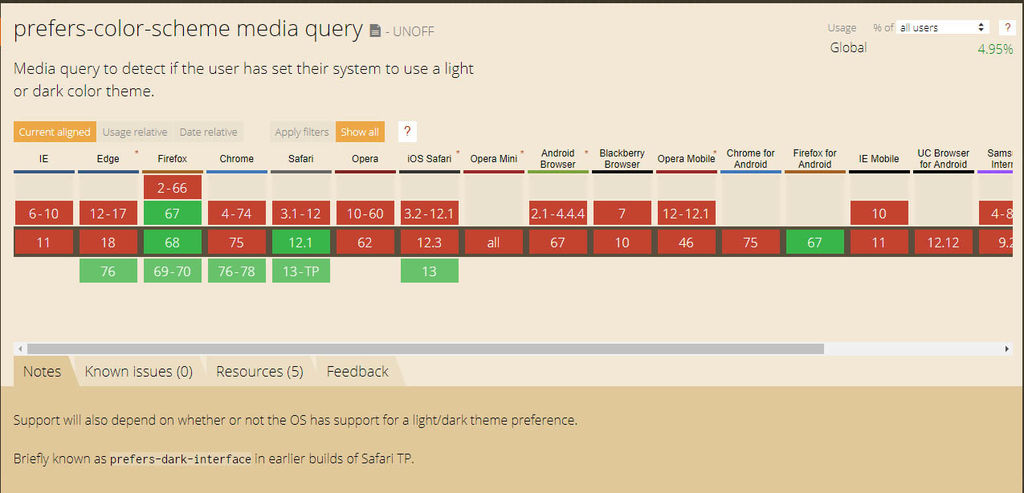 prefers-color-scheme media query - UNOFF
Usage % of all users ?
Global 4.95%
Media query to detect if the user has set their system to use a light
or dark color theme.
Current aligned Usage relative Date relative Apply filters Show all ?
IE Edge * Firefox Chrome Safari Opera iOS Safari * Opera Mini * Android Browser * Blackberry Browser Opera Mobile * Chrome for Android Firefox for Android IE Mobile UC Browser for Android Sams Intern
2-66
6-10 12-17 67 4-74 3.1-12 10-60 3.2-12.1 2.1-4.4.4 7 12-12.1 10 4-8
11 18 68 75 12.1 62 12.3 all 67 10 46 75 67 11 12.12 9.2
76 69-70 76-78 13-TP 13
Notes Known issues (0) Resources (5) Feedback
Support will also depend on whether or not the OS has support for a light/dark theme preference.
Briefly known as prefers-dark-interface in earlier builds of Safari TP.